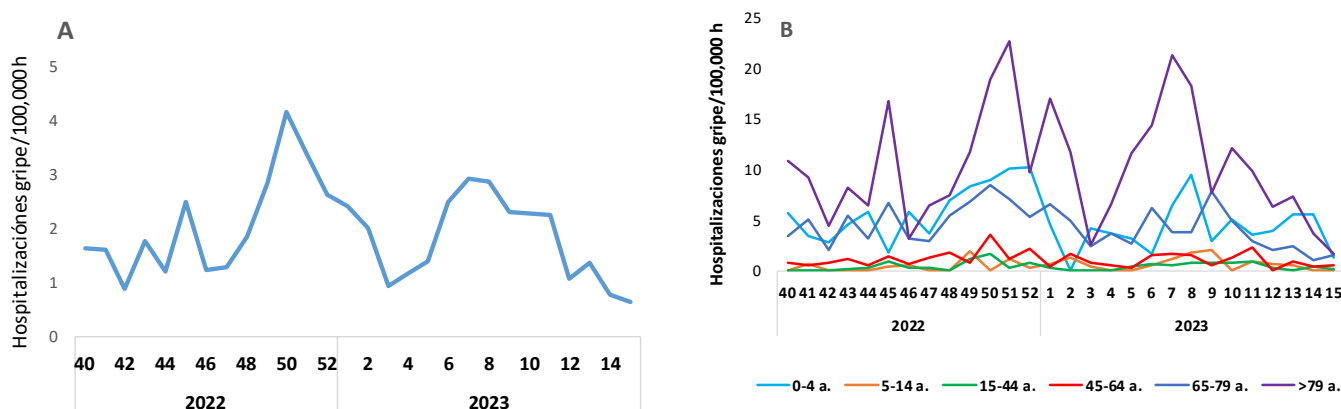 A
Hospitalizaciónes gripe/100,000 h
5
4
3
2
1
0
40 42 44 46 48 50 52 2 4 6 8 10 12 14
2022 2023
B
Hospitalizaciones gripe/100,000 h
25
20
15
10
5
0
40 41 42 43 44 45 46 47 48 49 50 51 52 1 2 3 4 5 6 7 8 9 10 11 12 13 14 15
2022 2023
0-4 a. 5-14 a. 15-44 a. 45-64 a. 65-79 a. >79 a.